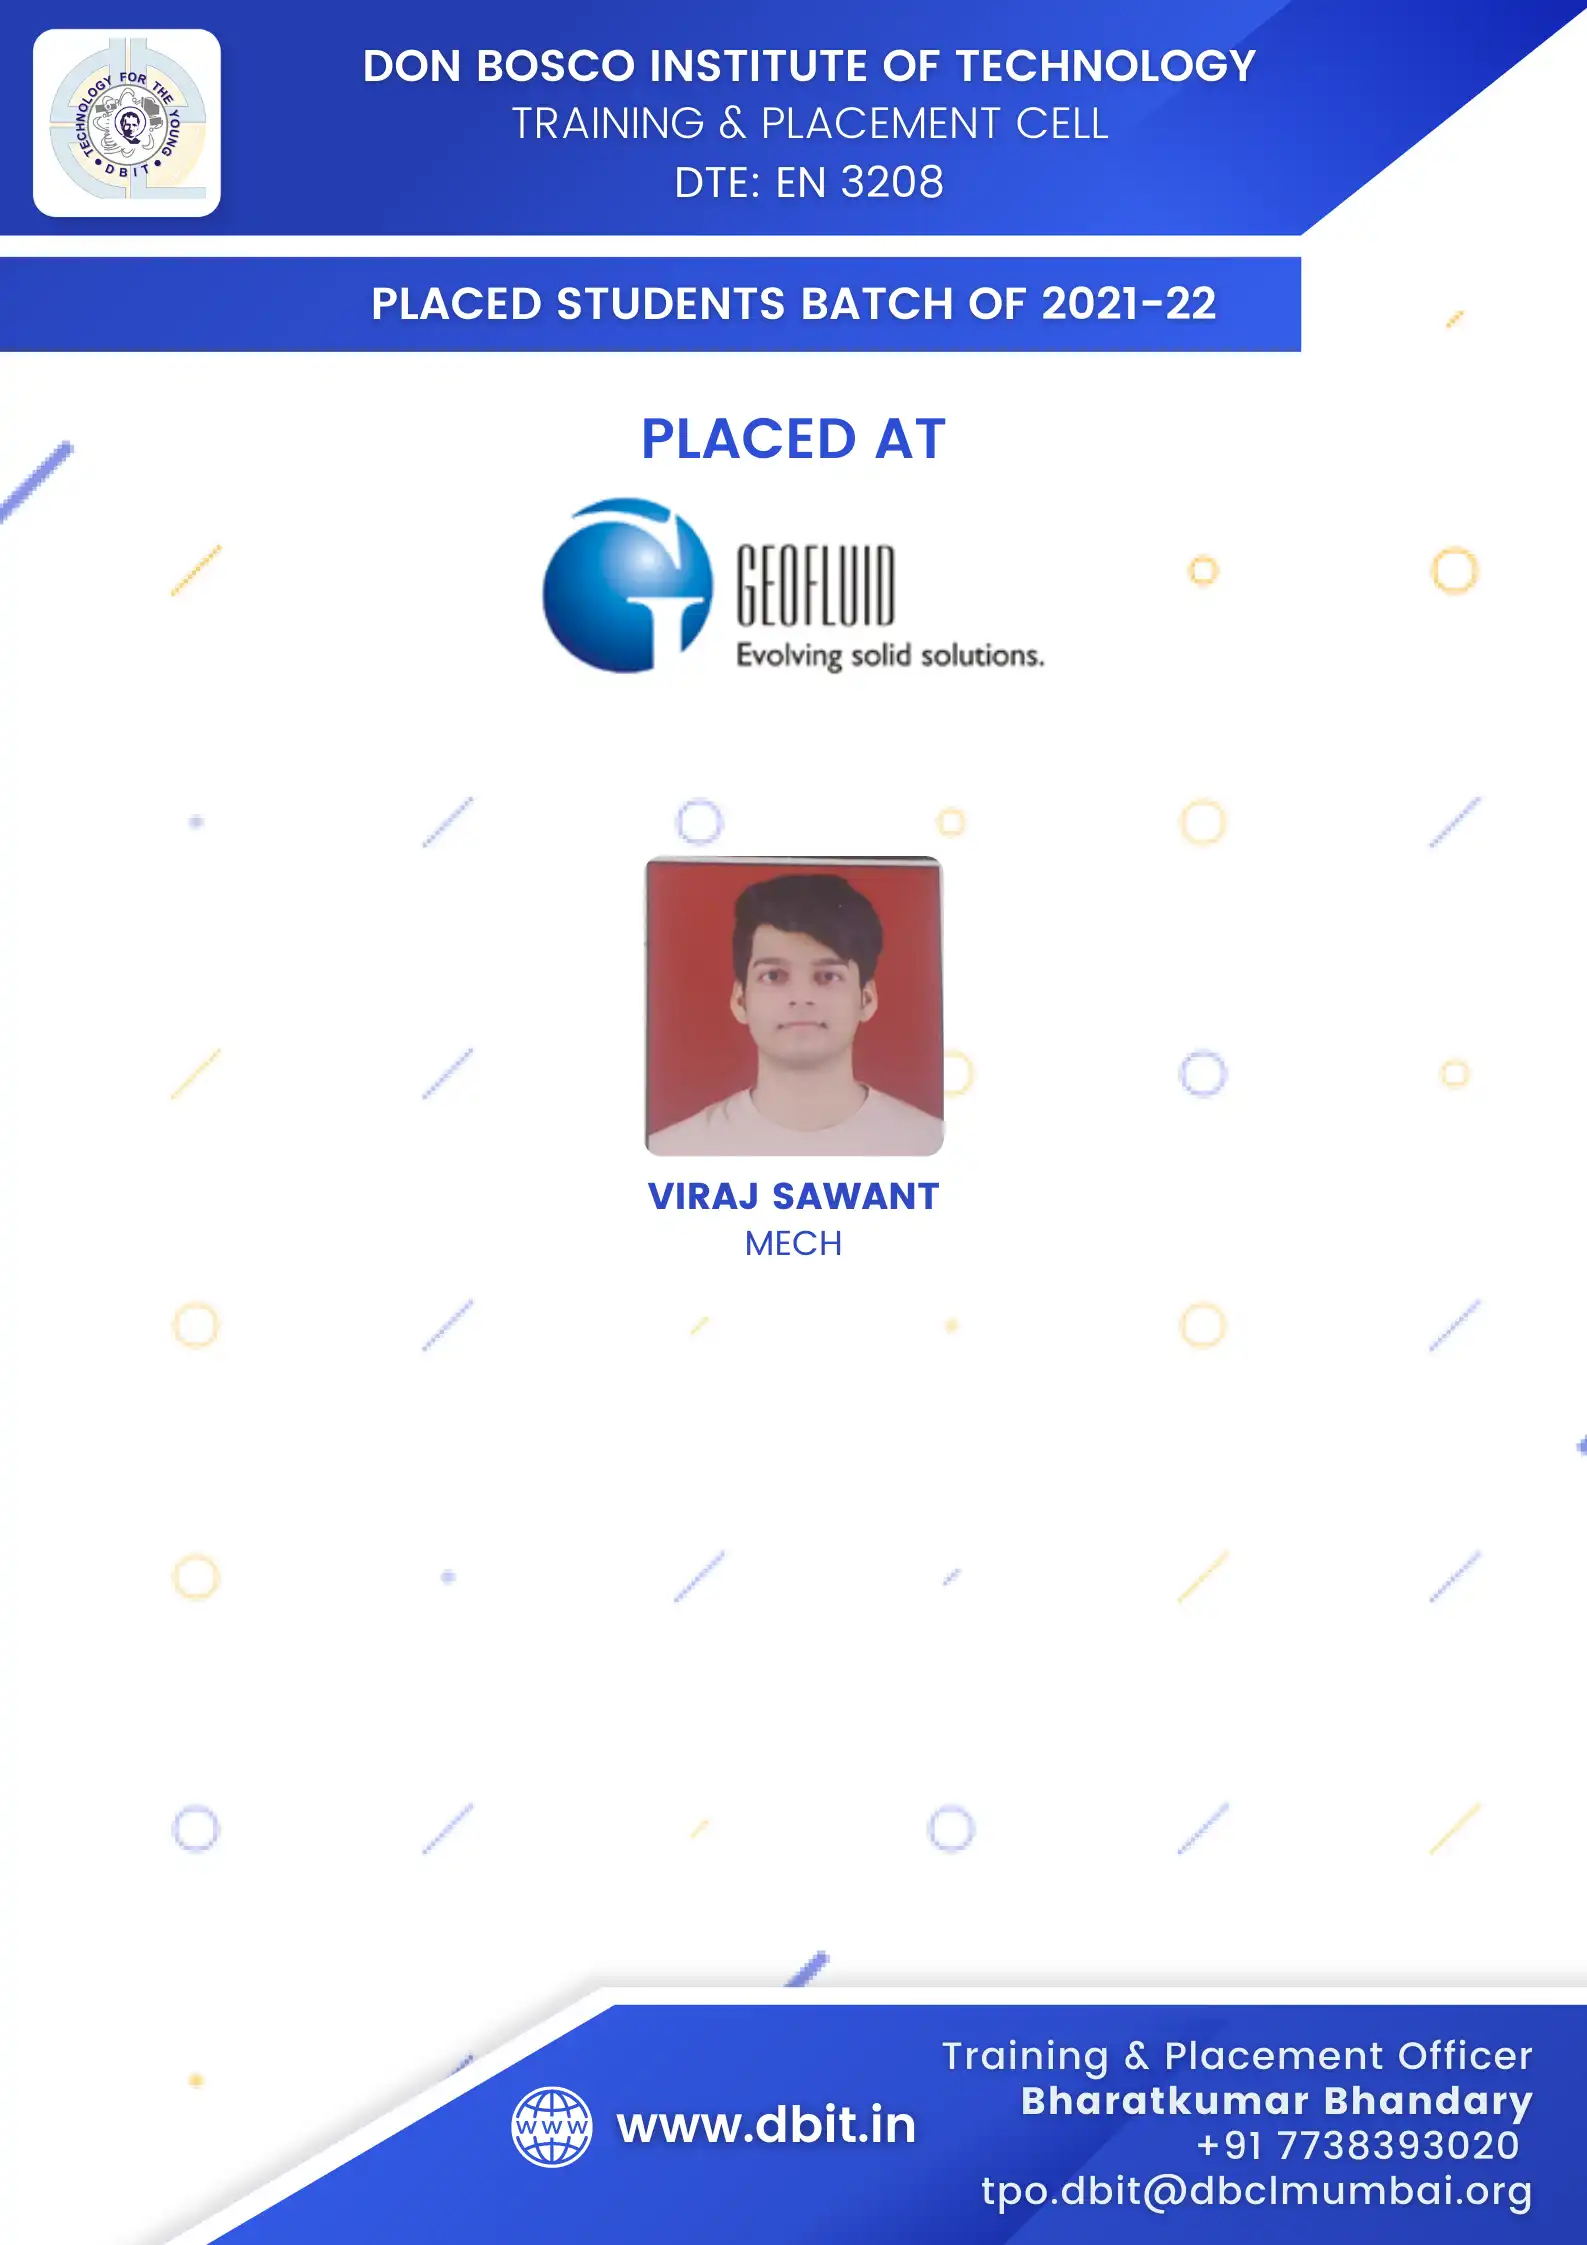 TECHNOLOGY FOR THE YOUNG
• DBIT •
DON BOSCO INSTITUTE OF TECHNOLOGY
TRAINING & PLACEMENT CELL
DTE: EN 3208
PLACED STUDENTS BATCH OF 2021-22
PLACED AT
GEOFLUID
Evolving solid solutions.
VIRAJ SAWANT
MECH
Training & Placement Officer
Bharatkumar Bhandary
WWW
www.dbit.in
+91 7738393020
tpo.dbit@dbclmumbai.org